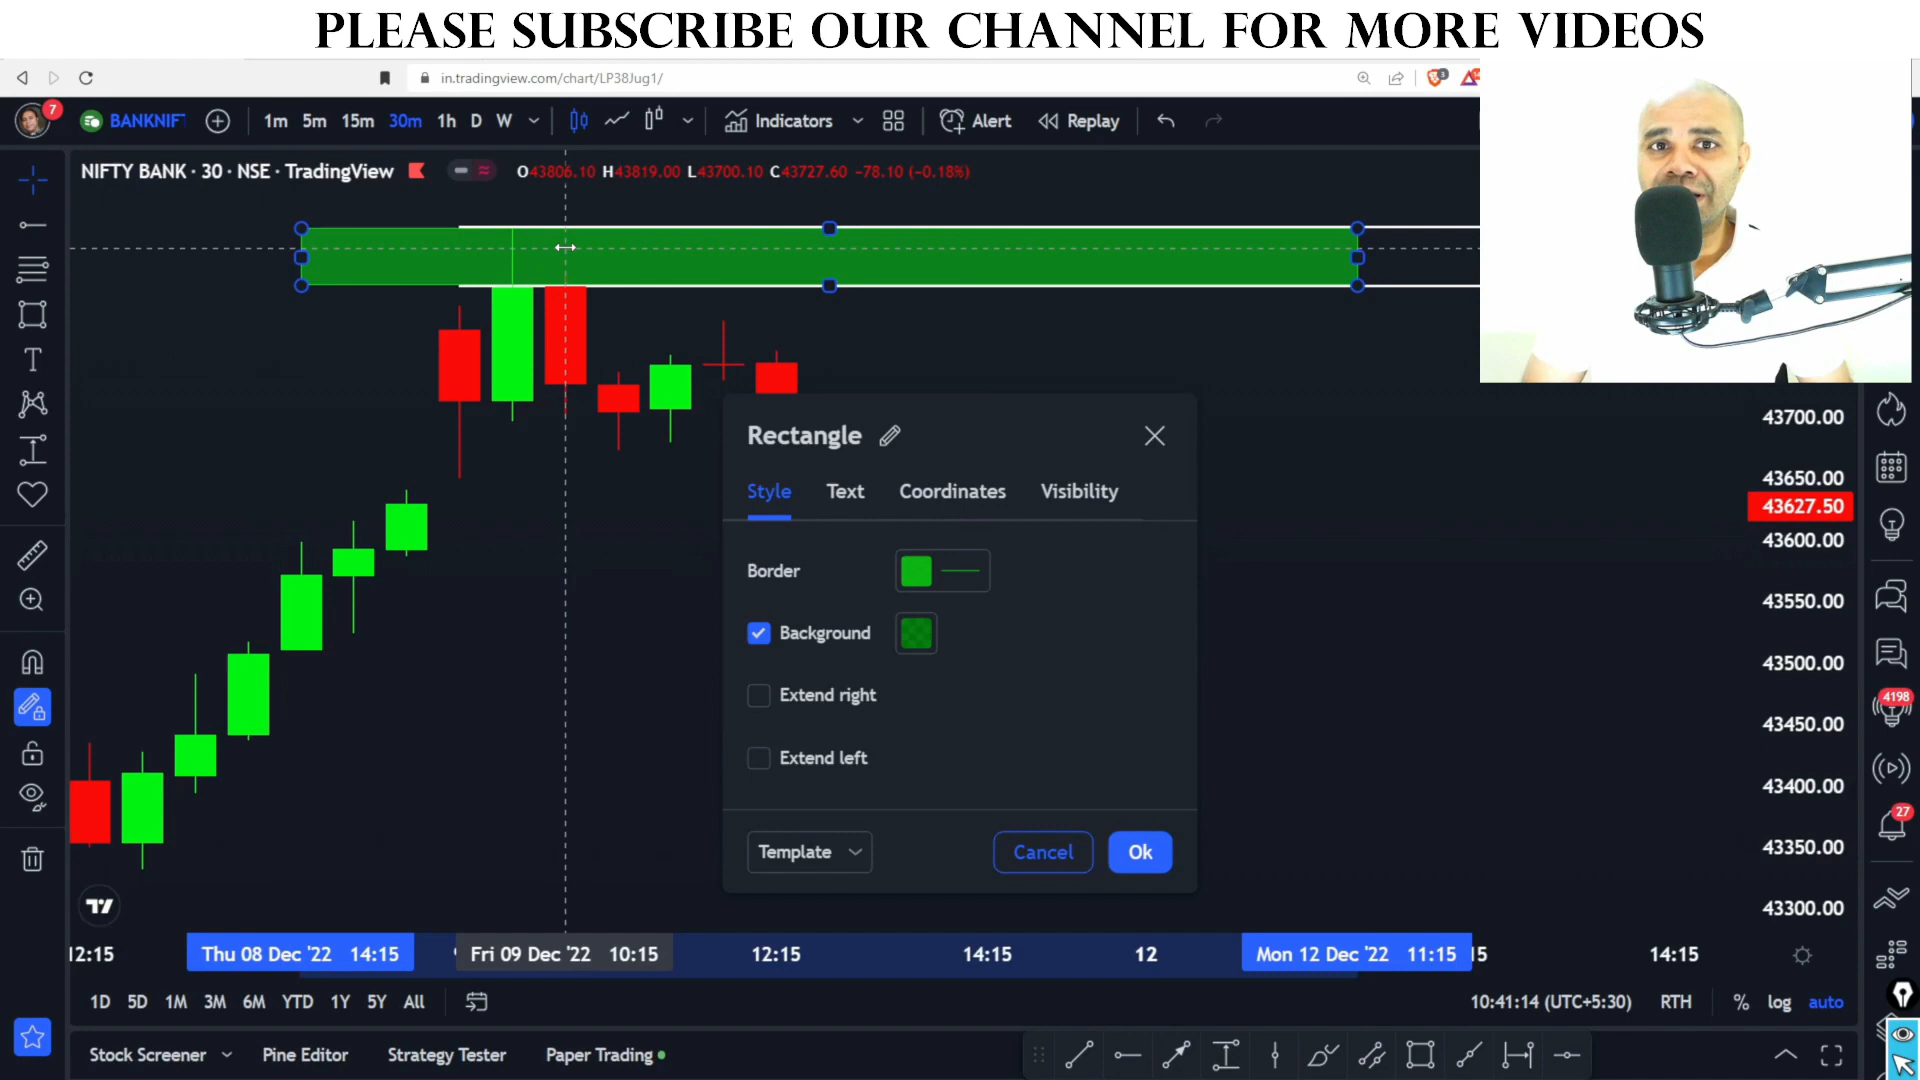 PLEASE SUBSCRIBE OUR CHANNEL FOR MORE VIDEOS
in.tradingview.com/chart/LP38Jug1/
3
7
BANKNIFT
1m 5m 15m 30m 1h D W
Indicators
Alert
Replay
NIFTY BANK · 30 · NSE · TradingView
O43806.10 H43819.00 L43700.10 C43727.60 −78.10 (−0.18%)
43700.00
43650.00
43627.50
43600.00
43550.00
43500.00
43450.00
43400.00
43350.00
43300.00
4198
27
Rectangle
Style Text Coordinates Visibility
Border
Background
Extend right
Extend left
Template
Cancel
Ok
12:15 Thu 08 Dec '22 14:15 Fri 09 Dec '22 10:15 12:15 14:15 12 Mon 12 Dec '22 11:15 15 14:15
1D 5D 1M 3M 6M YTD 1Y 5Y All
10:41:14 (UTC+5:30) RTH % log auto
Stock Screener Pine Editor Strategy Tester Paper Trading